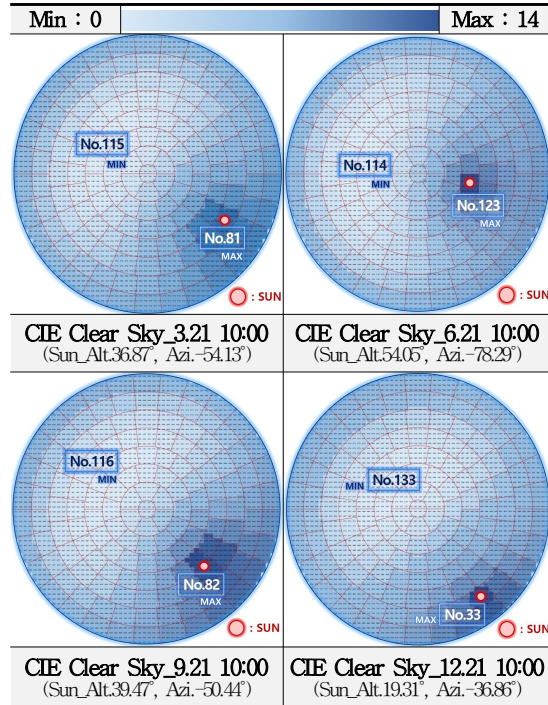 Min : 0
Max : 14
No.115
MIN
No.81
MAX
: SUN
No.114
MIN
No.123
MAX
: SUN
CIE Clear Sky_3.21 10:00
(Sun_Alt.36.87°, Azi.-54.13°)
CIE Clear Sky_6.21 10:00
(Sun_Alt.54.05°, Azi.-78.29°)
No.116
MIN
No.82
MAX
: SUN
No.133
MIN
No.33
MAX
: SUN
CIE Clear Sky_9.21 10:00
(Sun_Alt.39.47°, Azi.-50.44°)
CIE Clear Sky_12.21 10:00
(Sun_Alt.19.31°, Azi.-36.86°)